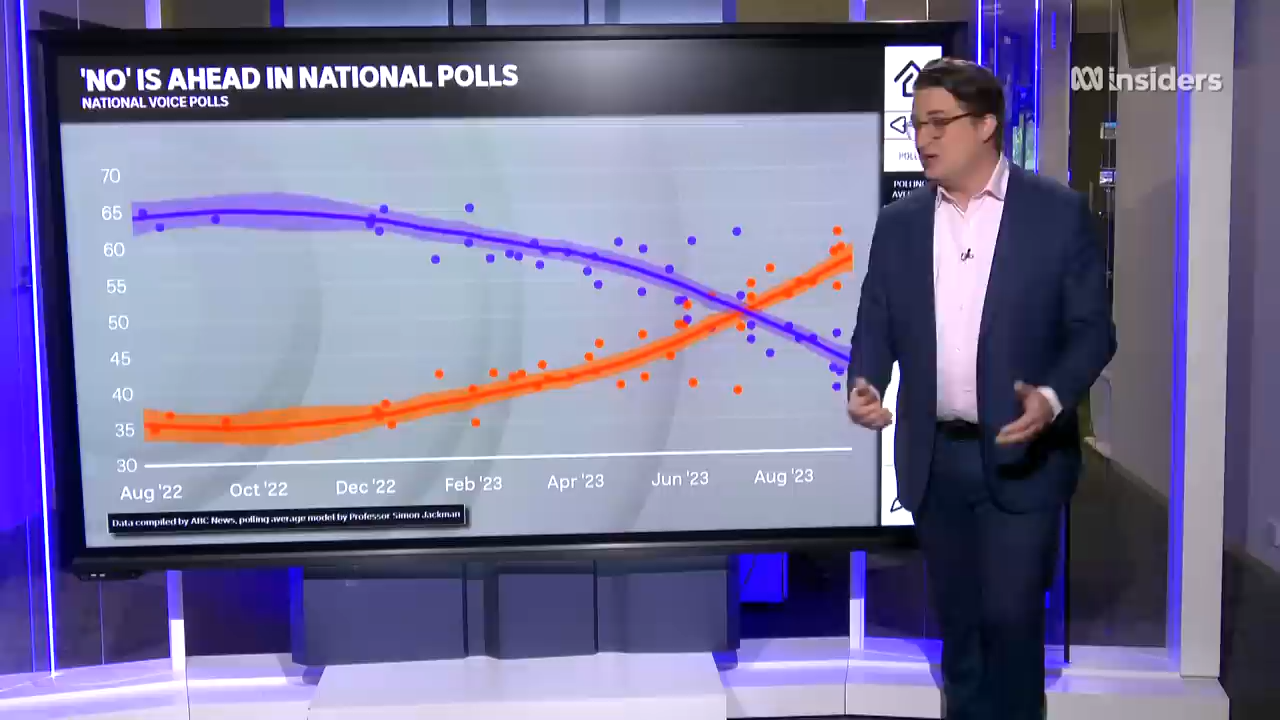 'NO' IS AHEAD IN NATIONAL POLLS
NATIONAL VOICE POLLS
insiders
POLLING
70
65
60
55
50
45
40
35
30
Aug '22
Oct '22
Dec '22
Feb '23
Apr '23
Jun '23
Aug '23
Data compiled by ABC News, polling average model by Professor Simon Jackman